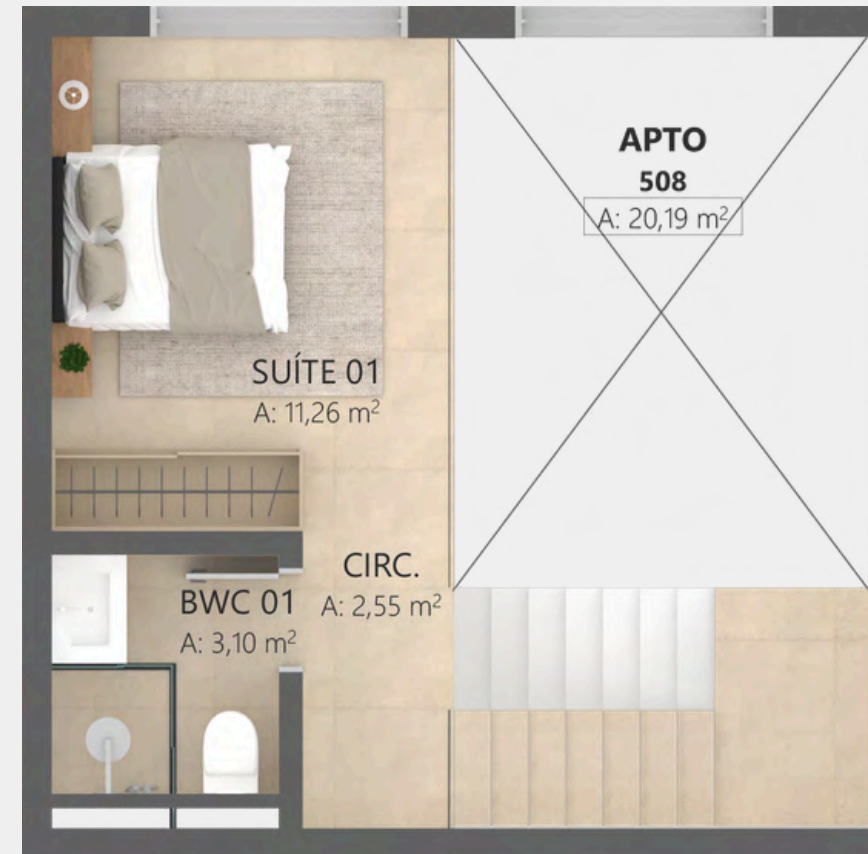 APTO
508
A: 20,19 m²
SUÍTE 01
A: 11,26 m²
CIRC.
A: 2,55 m²
BWC 01
A: 3,10 m²